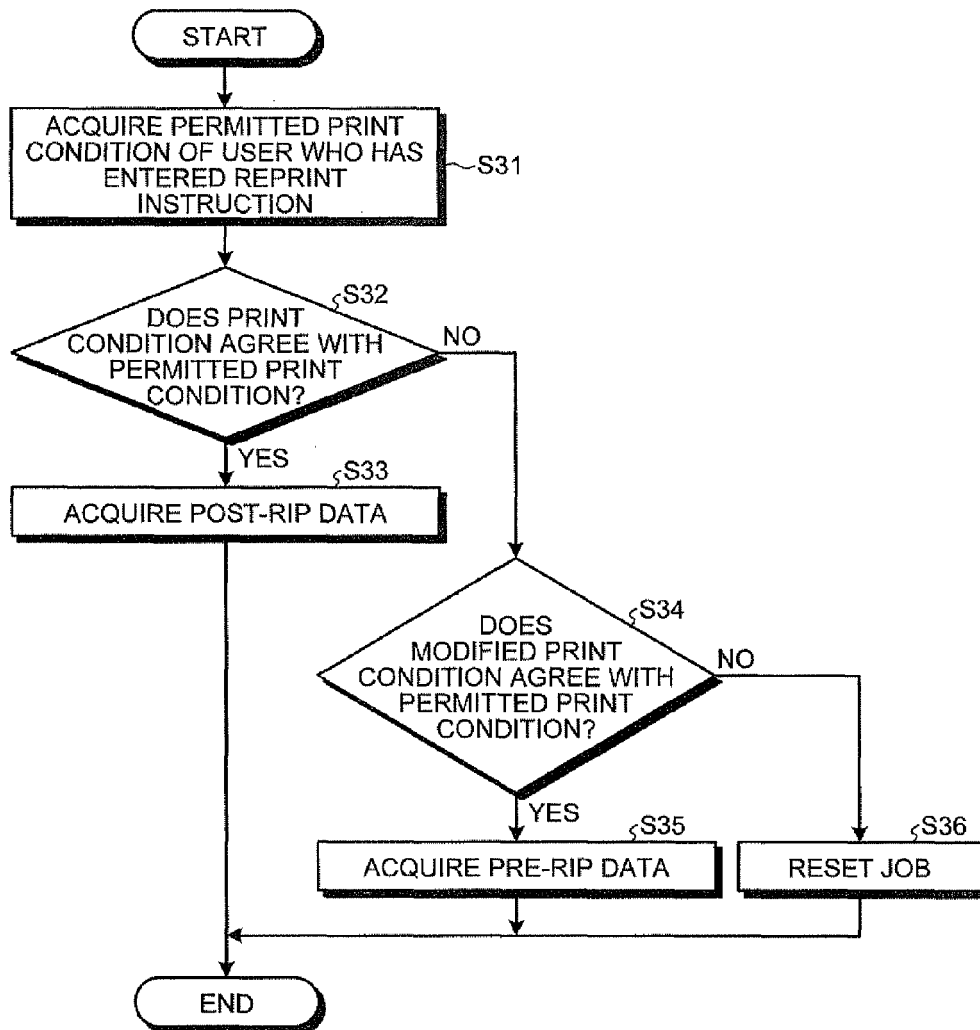 START
ACQUIRE PERMITTED PRINT
CONDITION OF USER WHO HAS
ENTERED REPRINT
INSTRUCTION
S31
S32
DOES PRINT
CONDITION AGREE WITH
PERMITTED PRINT
CONDITION?
NO
YES
S33
ACQUIRE POST-RIP DATA
S34
DOES
MODIFIED PRINT
CONDITION AGREE WITH
PERMITTED PRINT
CONDITION?
NO
YES
S35
ACQUIRE PRE-RIP DATA
S36
RESET JOB
END